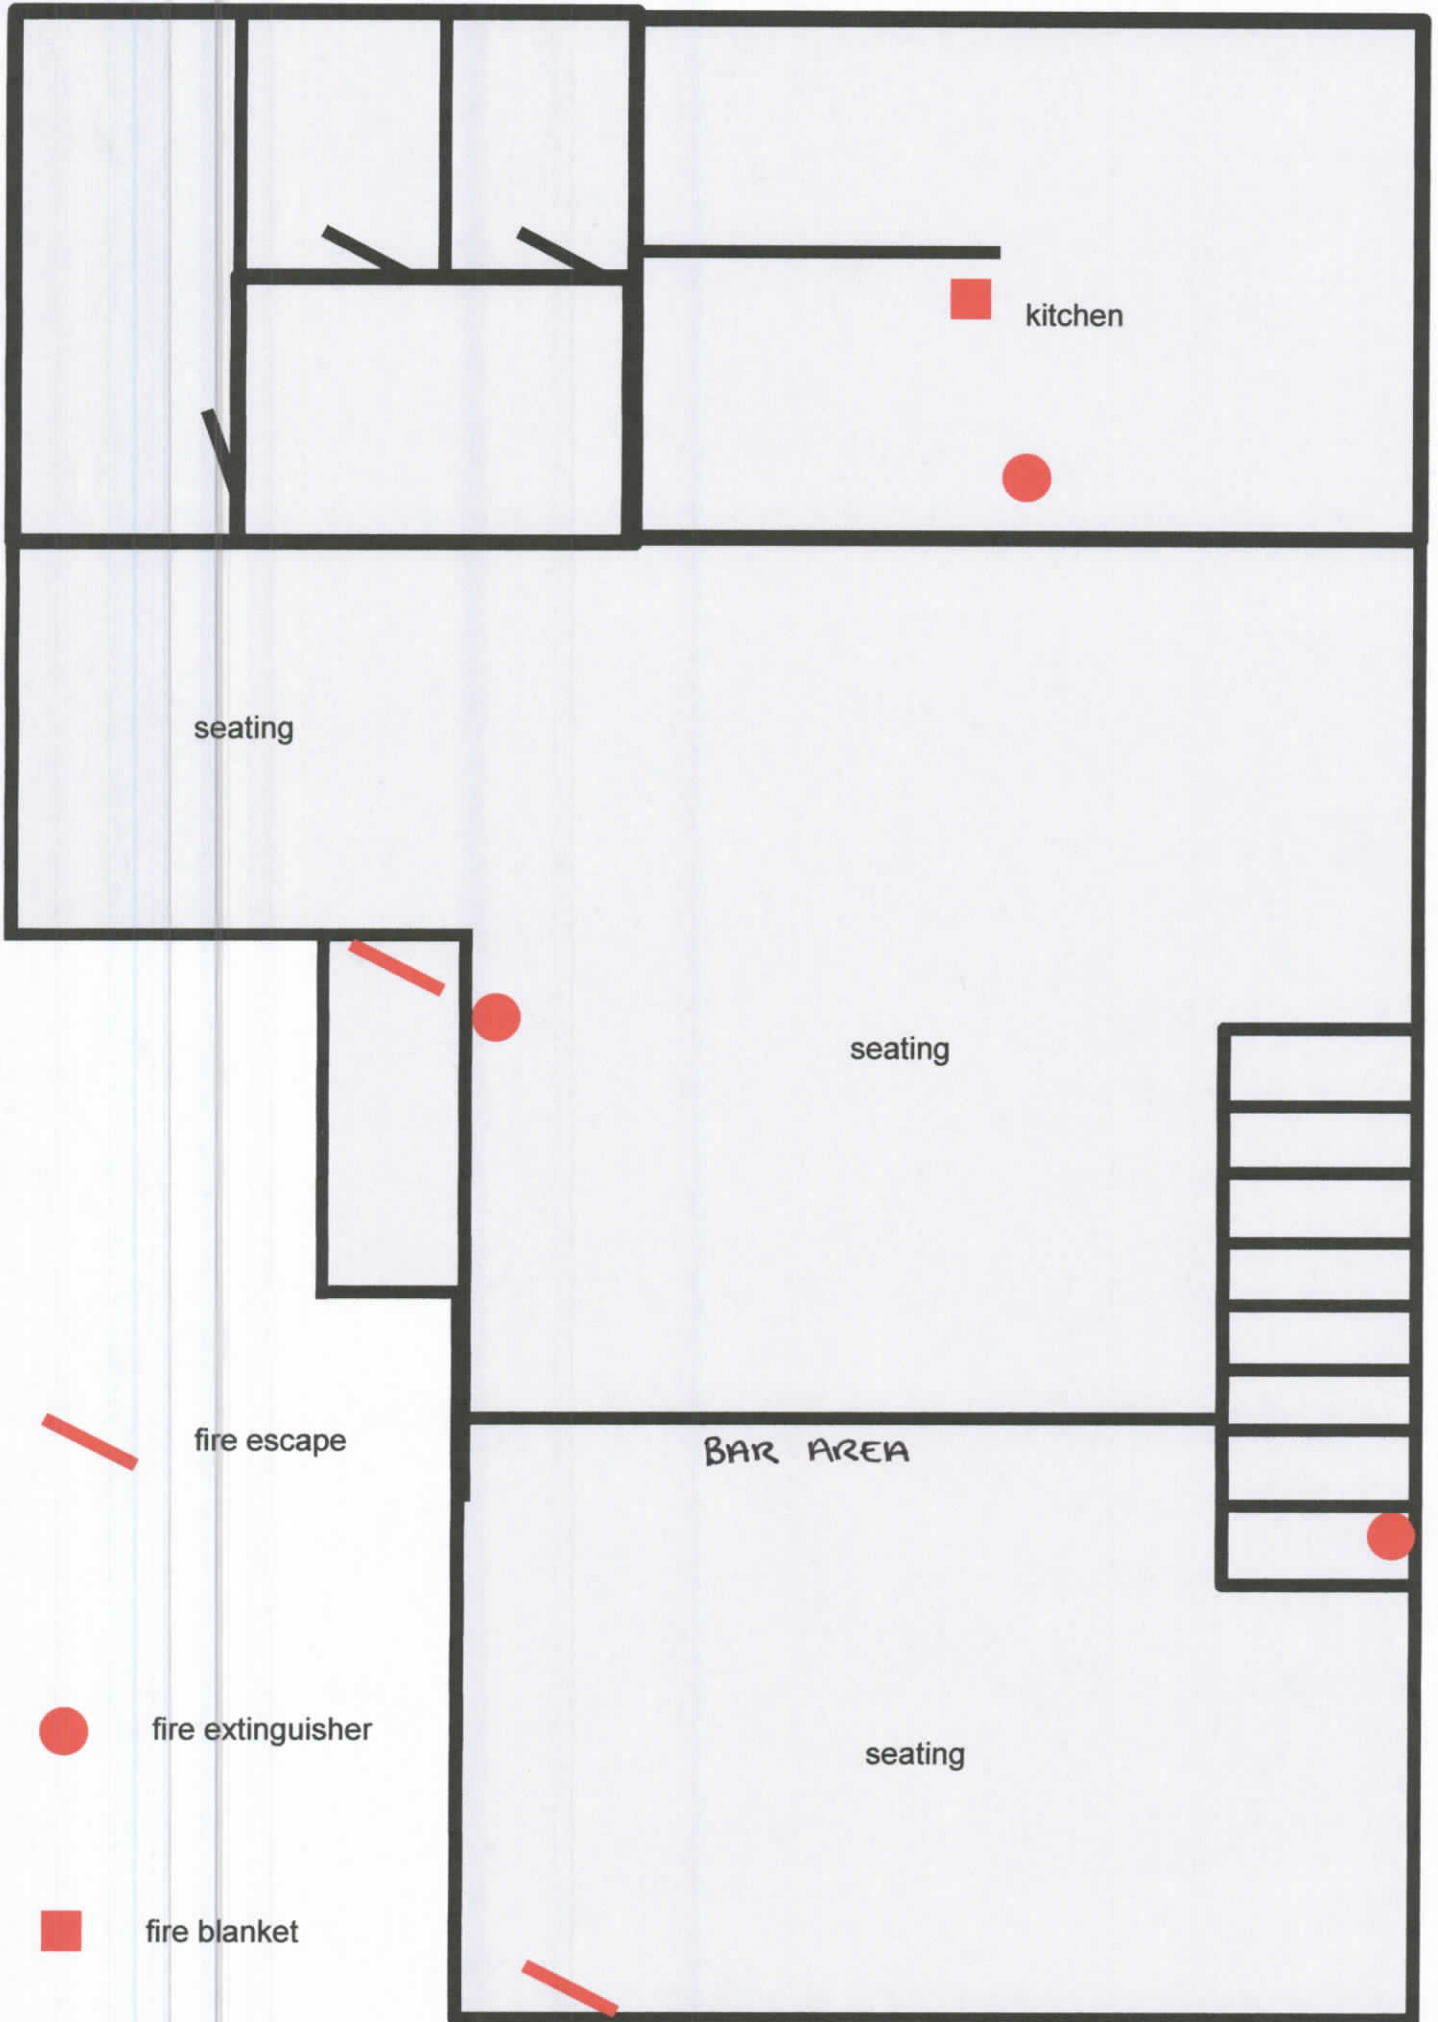 kitchen
seating
seating
BAR AREA
fire escape
fire extinguisher
seating
fire blanket